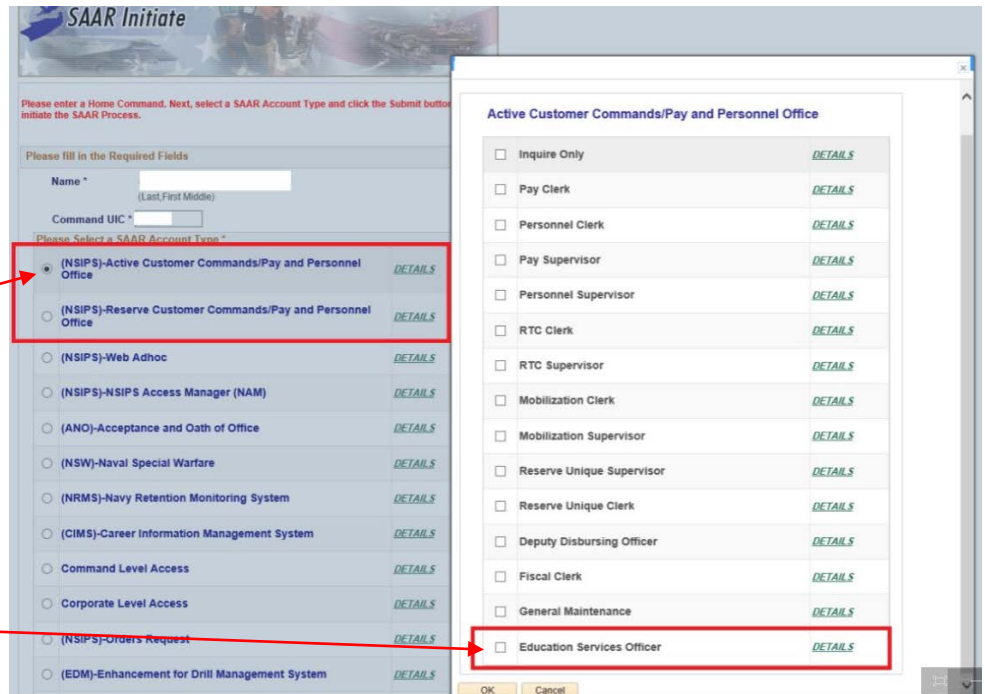 SAAR Initiate
Please enter a Home Command. Next, select a SAAR Account Type and click the Submit button
initiate the SAAR Process.
Please fill in the Required Fields
Name *
(Last,First Middle)
Command UIC *
Please Select a SAAR Account Type *
(NSIPS)-Active Customer Commands/Pay and Personnel
Office
DETAILS
(NSIPS)-Reserve Customer Commands/Pay and Personnel
Office
DETAILS
(NSIPS)-Web Adhoc DETAILS
(NSIPS)-NSIPS Access Manager (NAM) DETAILS
(ANO)-Acceptance and Oath of Office DETAILS
(NSW)-Naval Special Warfare DETAILS
(NRMS)-Navy Retention Monitoring System DETAILS
(CIMS)-Career Information Management System DETAILS
Command Level Access DETAILS
Corporate Level Access DETAILS
(NSIPS)-Orders Request DETAILS
(EDM)-Enhancement for Drill Management System DETAILS
Active Customer Commands/Pay and Personnel Office
Inquire Only DETAILS
Pay Clerk DETAILS
Personnel Clerk DETAILS
Pay Supervisor DETAILS
Personnel Supervisor DETAILS
RTC Clerk DETAILS
RTC Supervisor DETAILS
Mobilization Clerk DETAILS
Mobilization Supervisor DETAILS
Reserve Unique Supervisor DETAILS
Reserve Unique Clerk DETAILS
Deputy Disbursing Officer DETAILS
Fiscal Clerk DETAILS
General Maintenance DETAILS
Education Services Officer DETAILS
OK Cancel